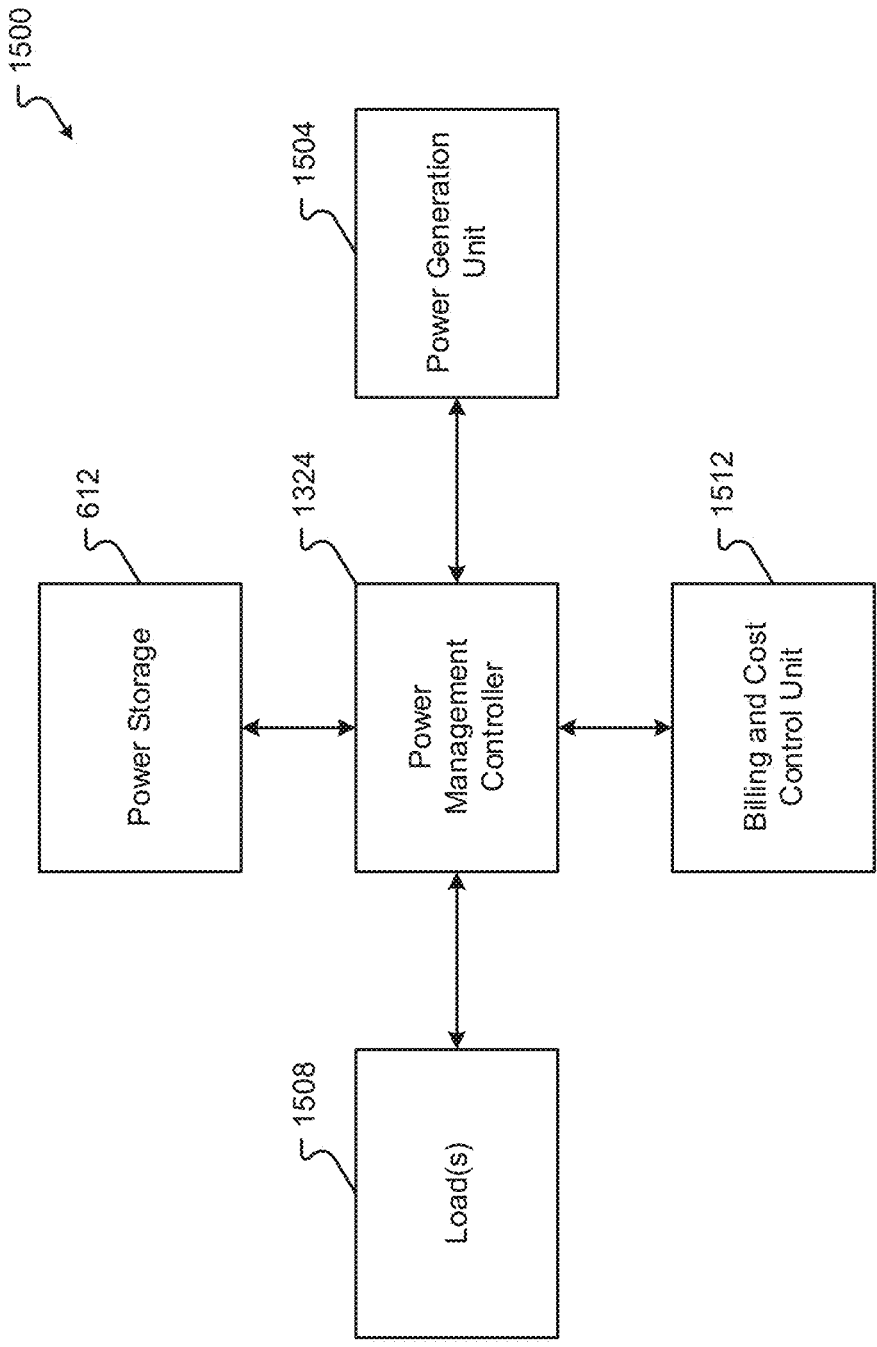 1500
612
Power Storage
1508
Load(s)
1324
Power
Management
Controller
1504
Power Generation
Unit
1512
Billing and Cost
Control Unit